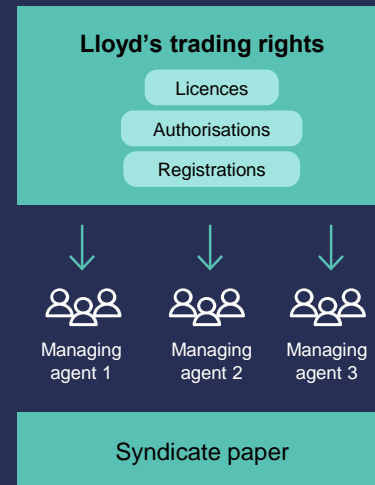 Lloyd's trading rights
Licences
Authorisations
Registrations
Managing agent 1
Managing agent 2
Managing agent 3
Syndicate paper